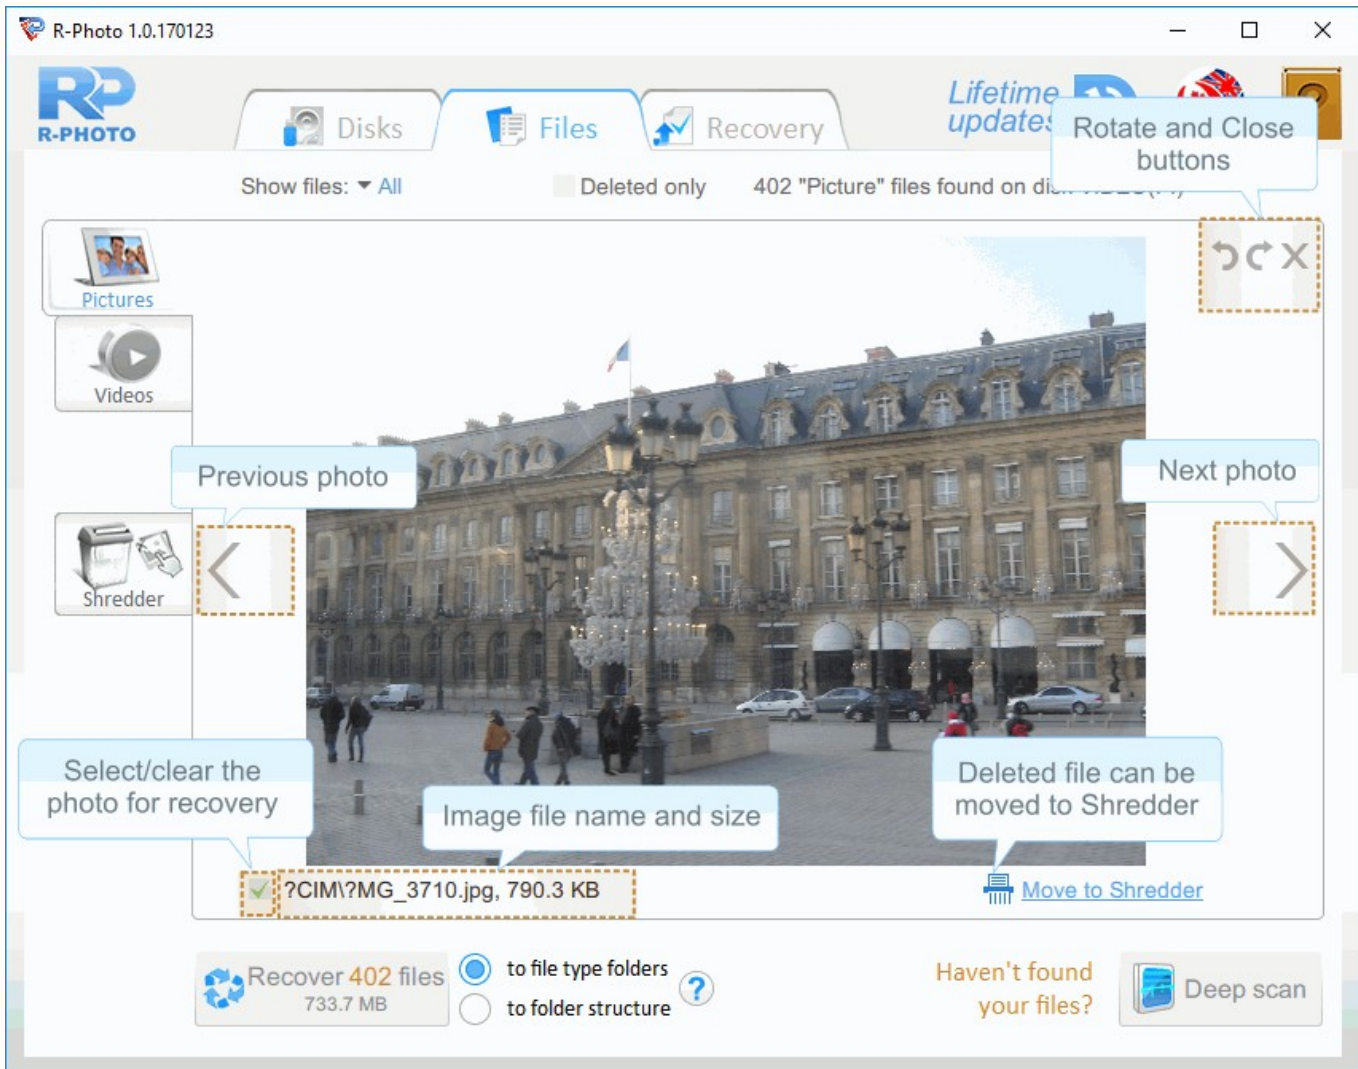 R-Photo 1.0.170123
R-PHOTO
Disks
Files
Recovery
Lifetime
updates
Rotate and Close
buttons
Show files: All
Deleted only
402 "Picture" files found on disk
Pictures
Videos
Previous photo
Next photo
Shredder
Select/clear the
photo for recovery
Image file name and size
Deleted file can be
moved to Shredder
?CIM\?MG_3710.jpg, 790.3 KB
Move to Shredder
Recover 402 files
733.7 MB
to file type folders
to folder structure
?
Haven't found
your files?
Deep scan